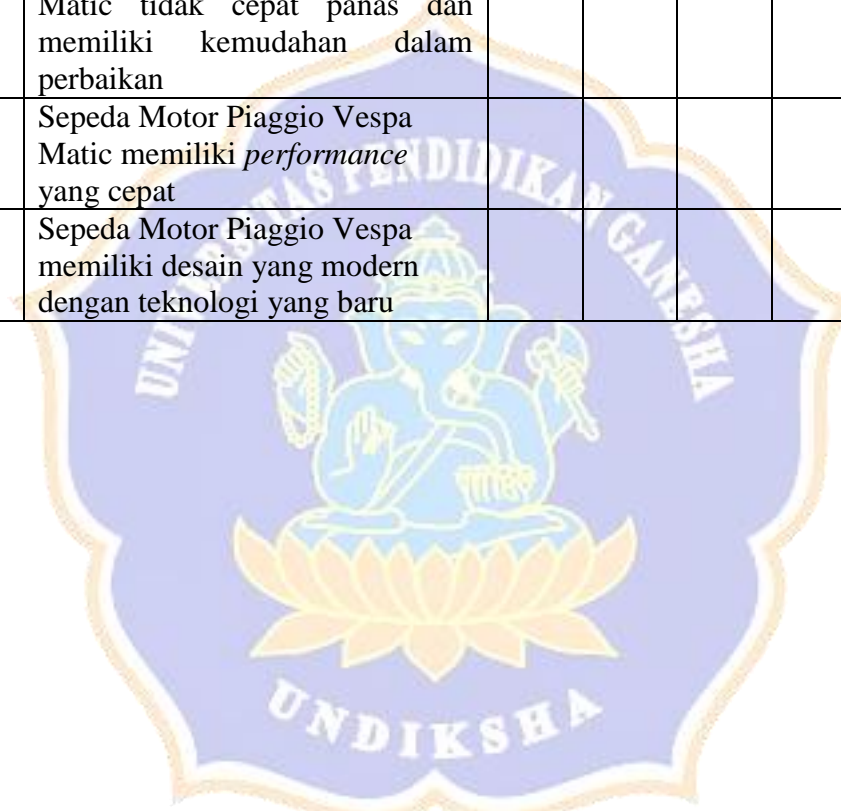 Matic tidak cepat panas dan
memiliki kemudahan dalam
perbaikan
Sepeda Motor Piaggio Vespa
Matic memiliki performance
yang cepat
Sepeda Motor Piaggio Vespa
memiliki desain yang modern
dengan teknologi yang baru
UNIVERSITAS PENDIDIKAN GANESHA
UNDIKSHA